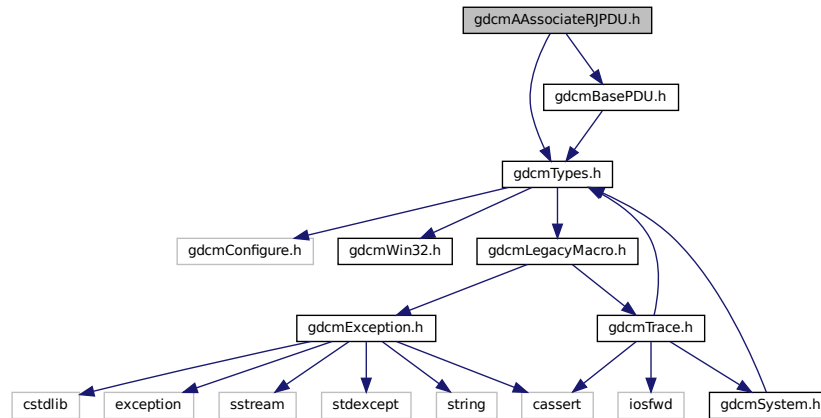 gdcmAAssociateRJPDU.h
gdcmBasePDU.h
gdcmTypes.h
gdcmConfigure.h
gdcmWin32.h
gdcmLegacyMacro.h
gdcmException.h
gdcmTrace.h
cstdlib
exception
sstream
stdexcept
string
cassert
iosfwd
gdcmSystem.h